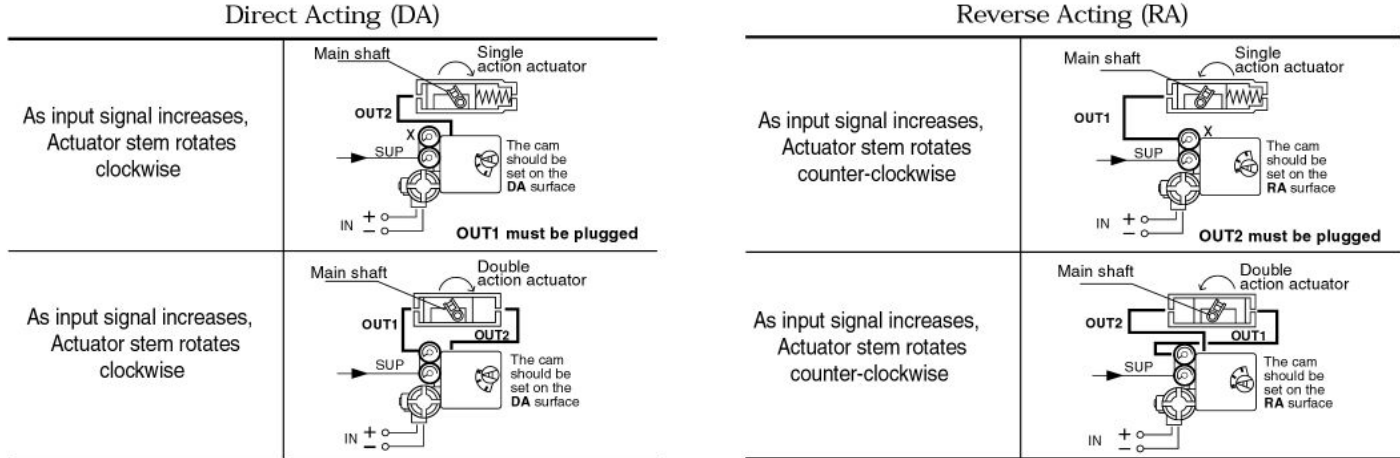 Direct Acting (DA)
As input signal increases,
Actuator stem rotates
clockwise
Main shaft
Single
action actuator
OUT2
X
SUP
The cam
should be
set on the
DA surface
IN
+
−
OUT1 must be plugged
As input signal increases,
Actuator stem rotates
clockwise
Main shaft
Double
action actuator
OUT1
OUT2
SUP
The cam
should be
set on the
DA surface
IN
+
−
Reverse Acting (RA)
As input signal increases,
Actuator stem rotates
counter-clockwise
Main shaft
Single
action actuator
OUT1
X
SUP
The cam
should be
set on the
RA surface
IN
+
−
OUT2 must be plugged
As input signal increases,
Actuator stem rotates
counter-clockwise
Main shaft
Double
action actuator
OUT2
OUT1
SUP
The cam
should be
set on the
RA surface
IN
+
−